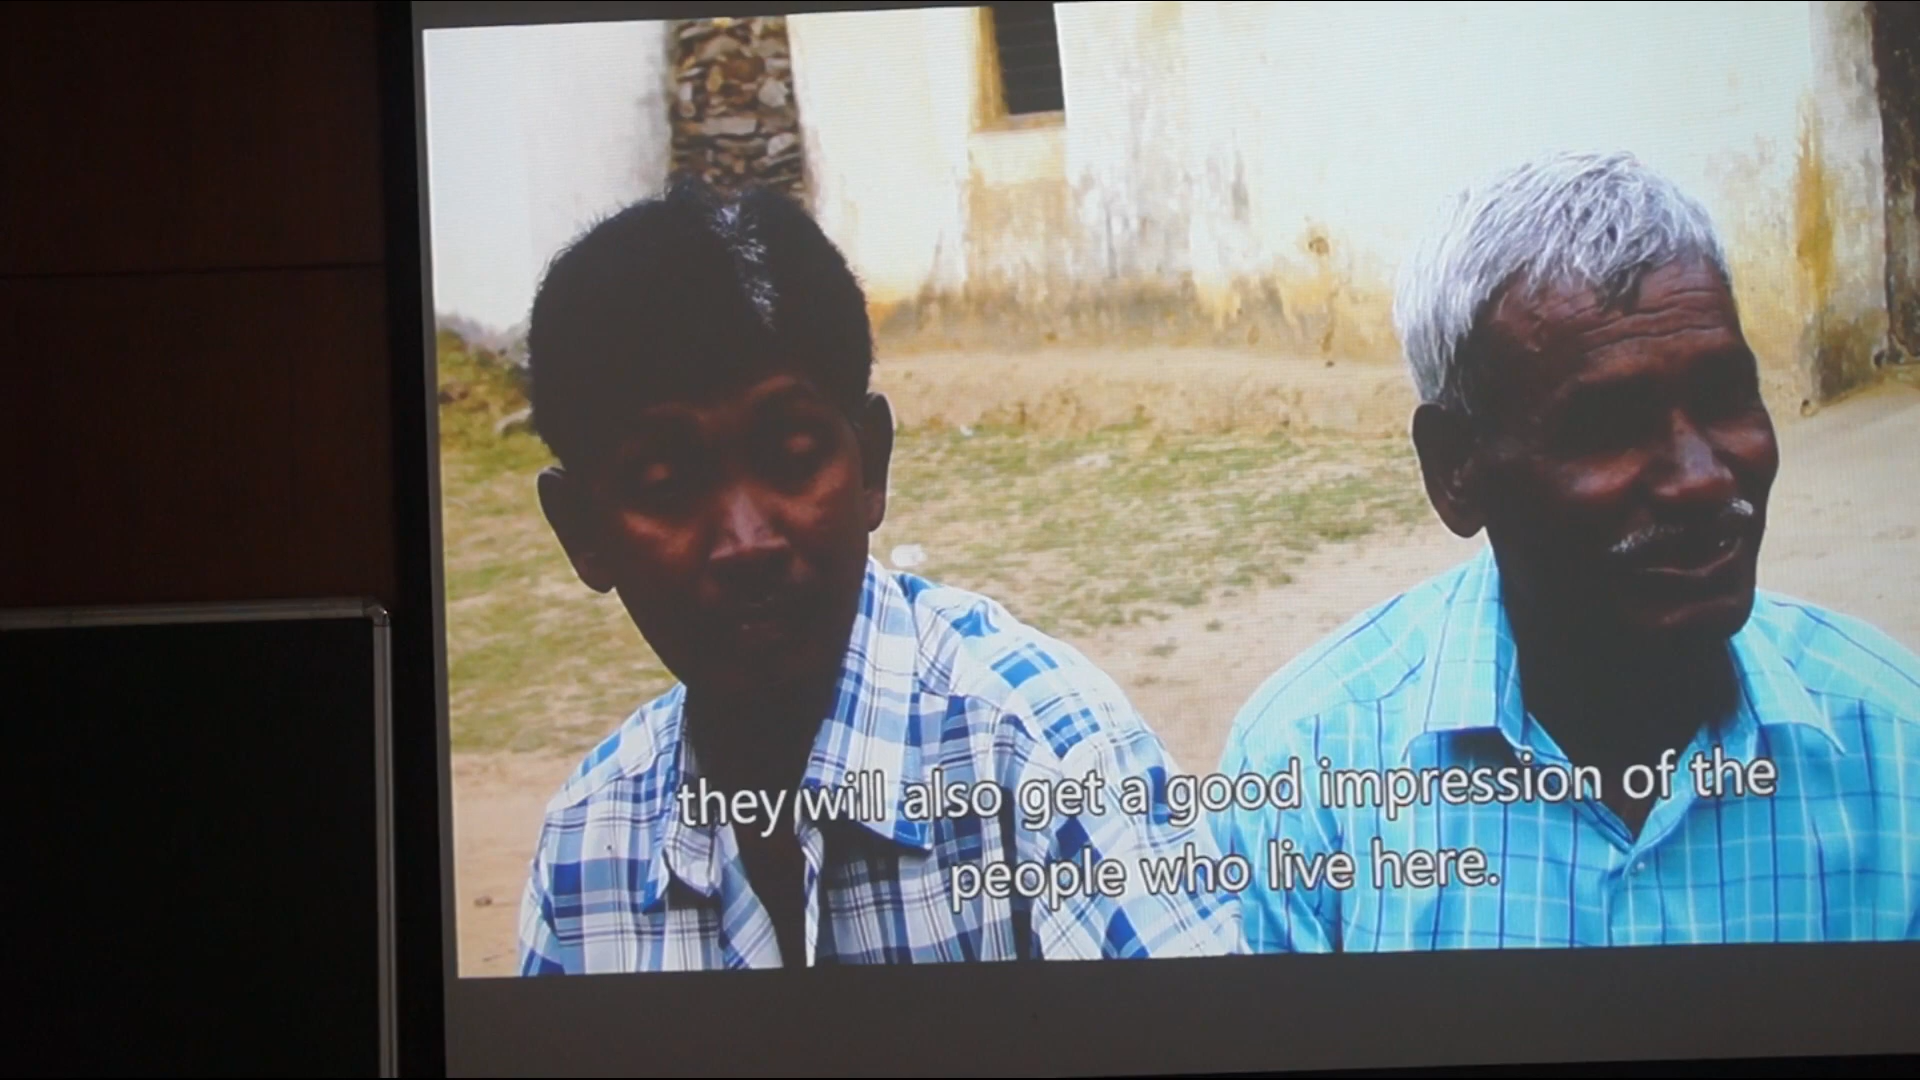 they will also get a good impression of the
people who live here.